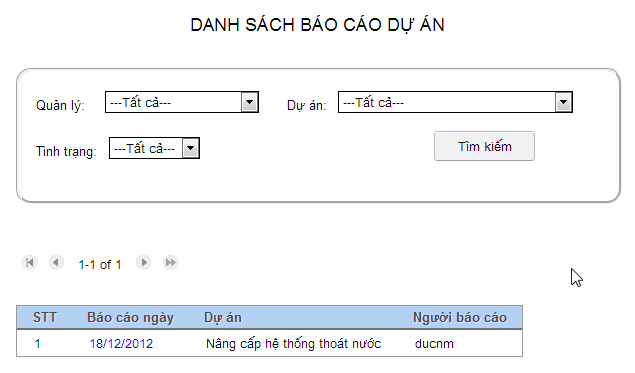 DANH SÁCH BÁO CÁO DỰ ÁN
Quản lý: ---Tất cả--- Dự án: ---Tất cả---
Tình trạng: ---Tất cả--- Tìm kiếm
1-1 of 1
STT Báo cáo ngày Dự án Người báo cáo
1 18/12/2012 Nâng cấp hệ thống thoát nước ducnm